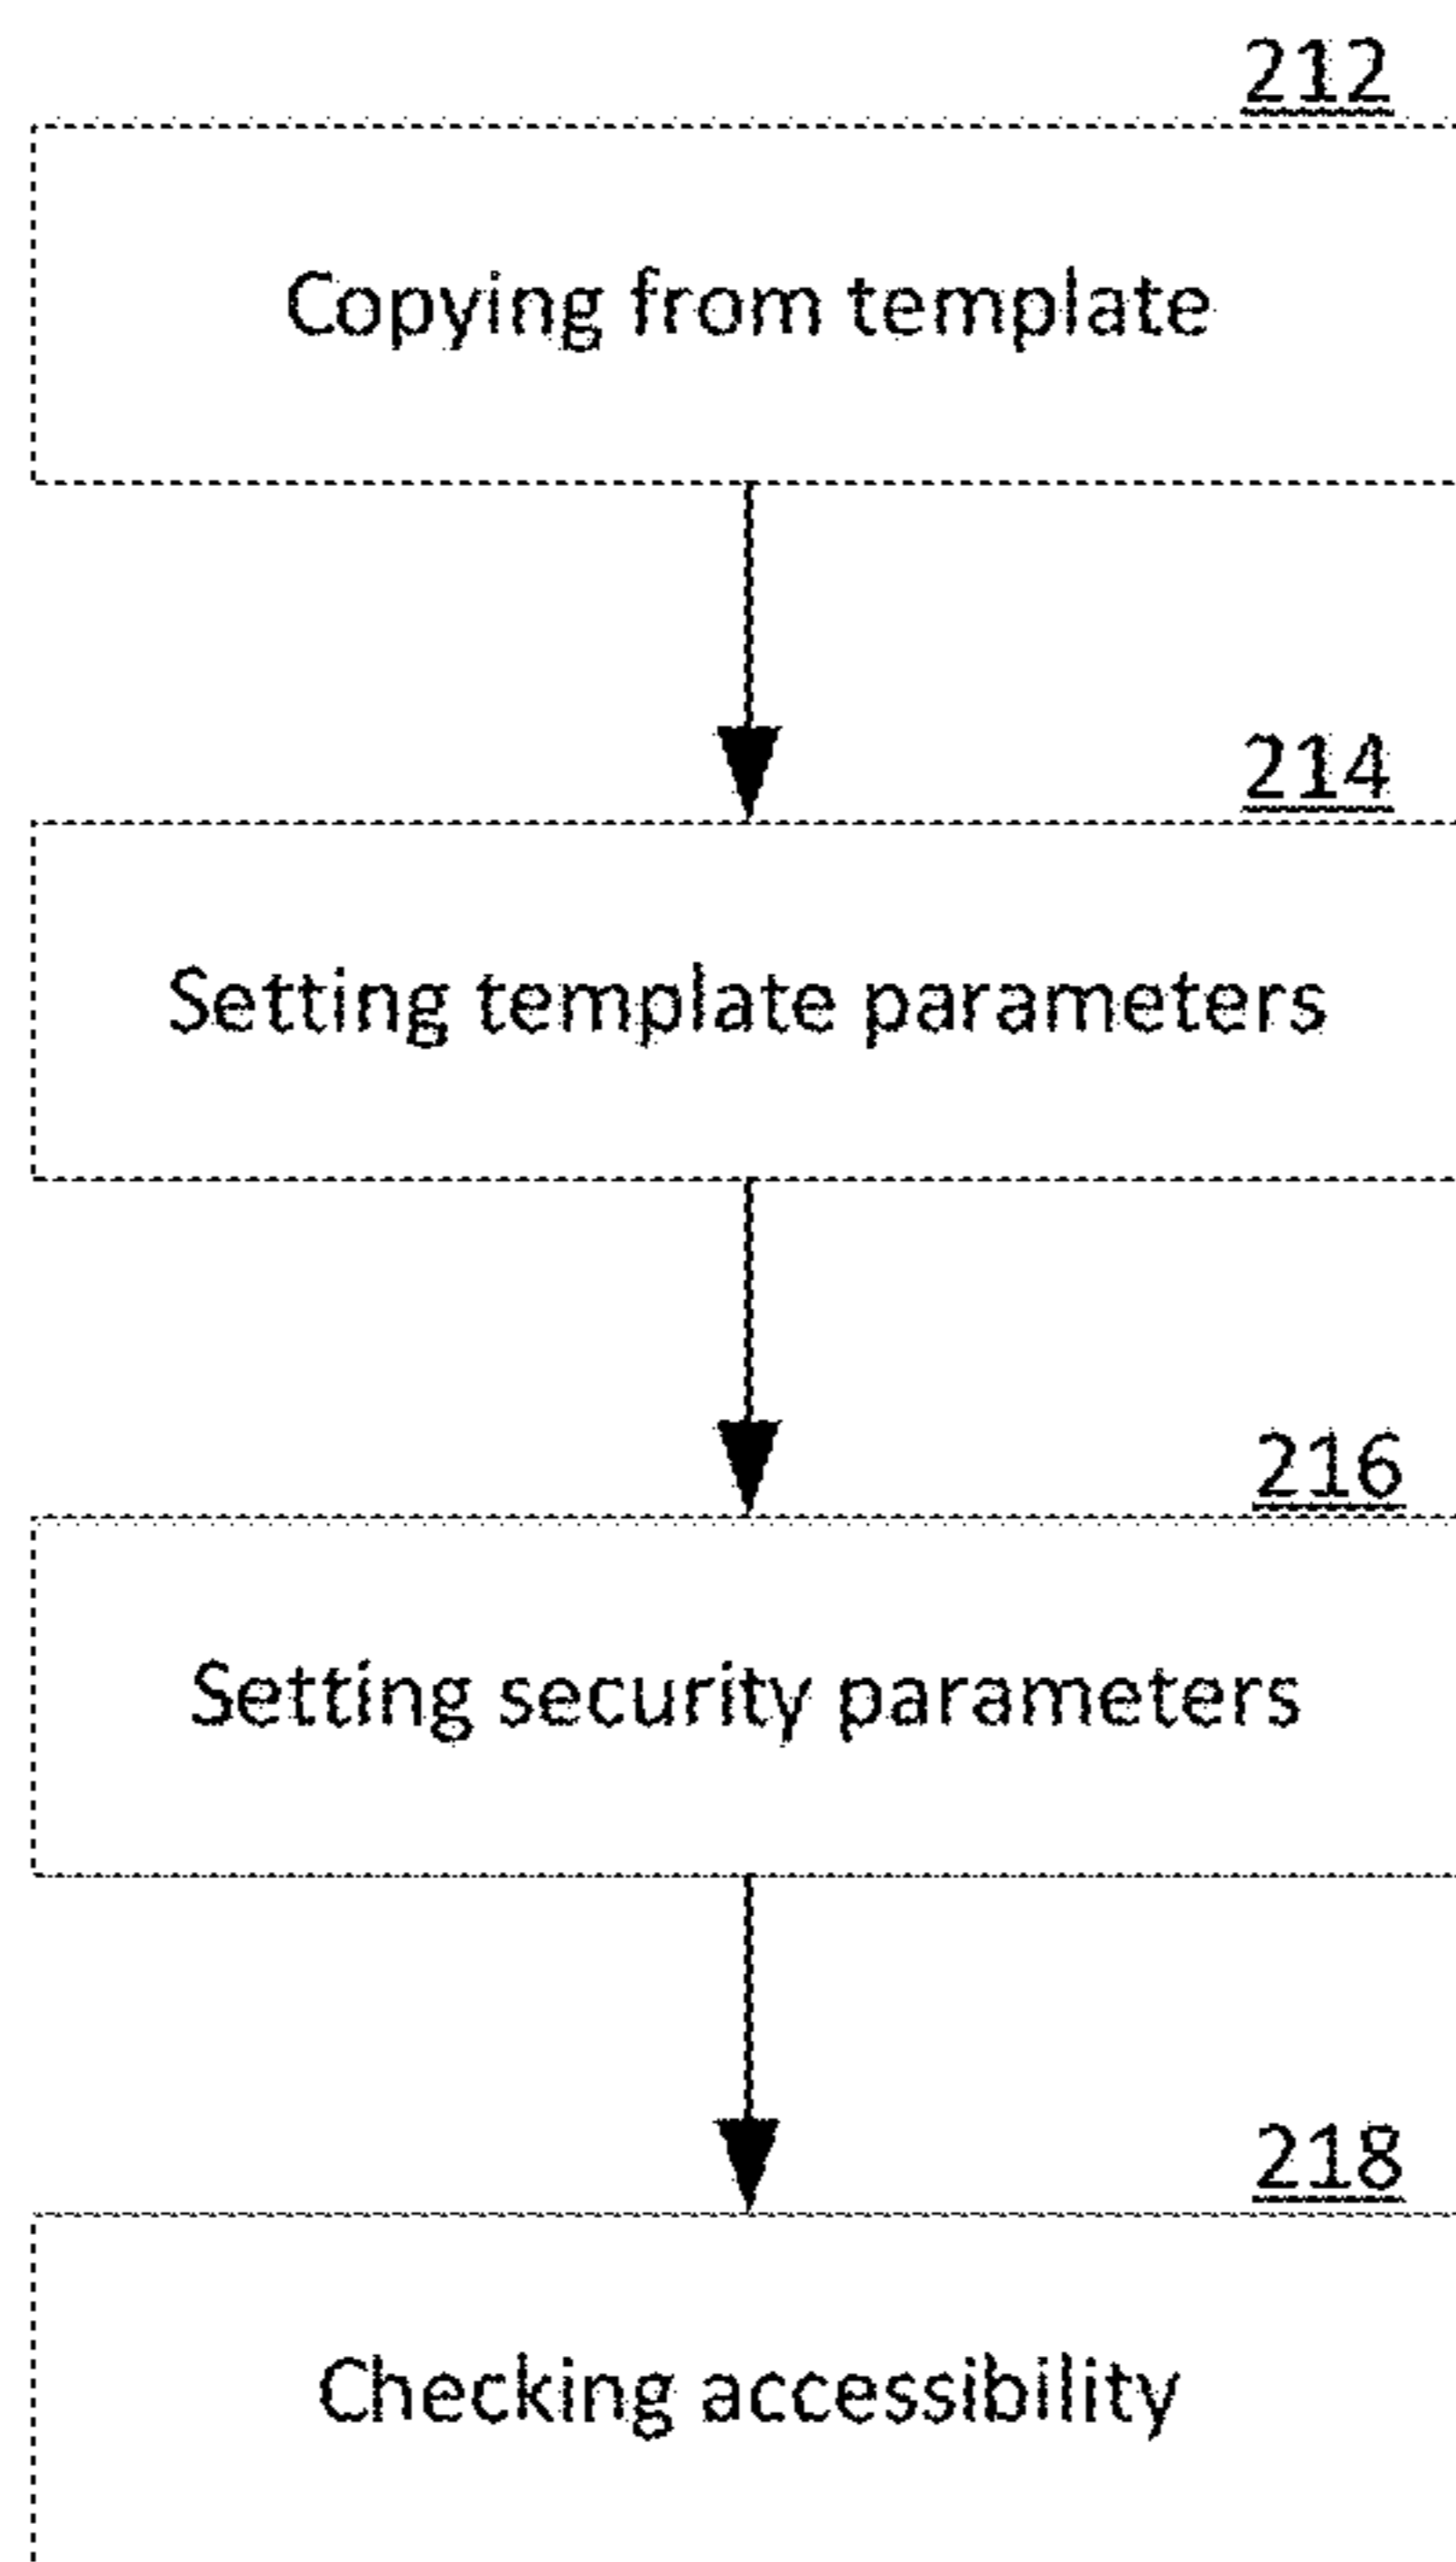 212
Copying from template
214
Setting template parameters
216
Setting security parameters
218
Checking accessibility